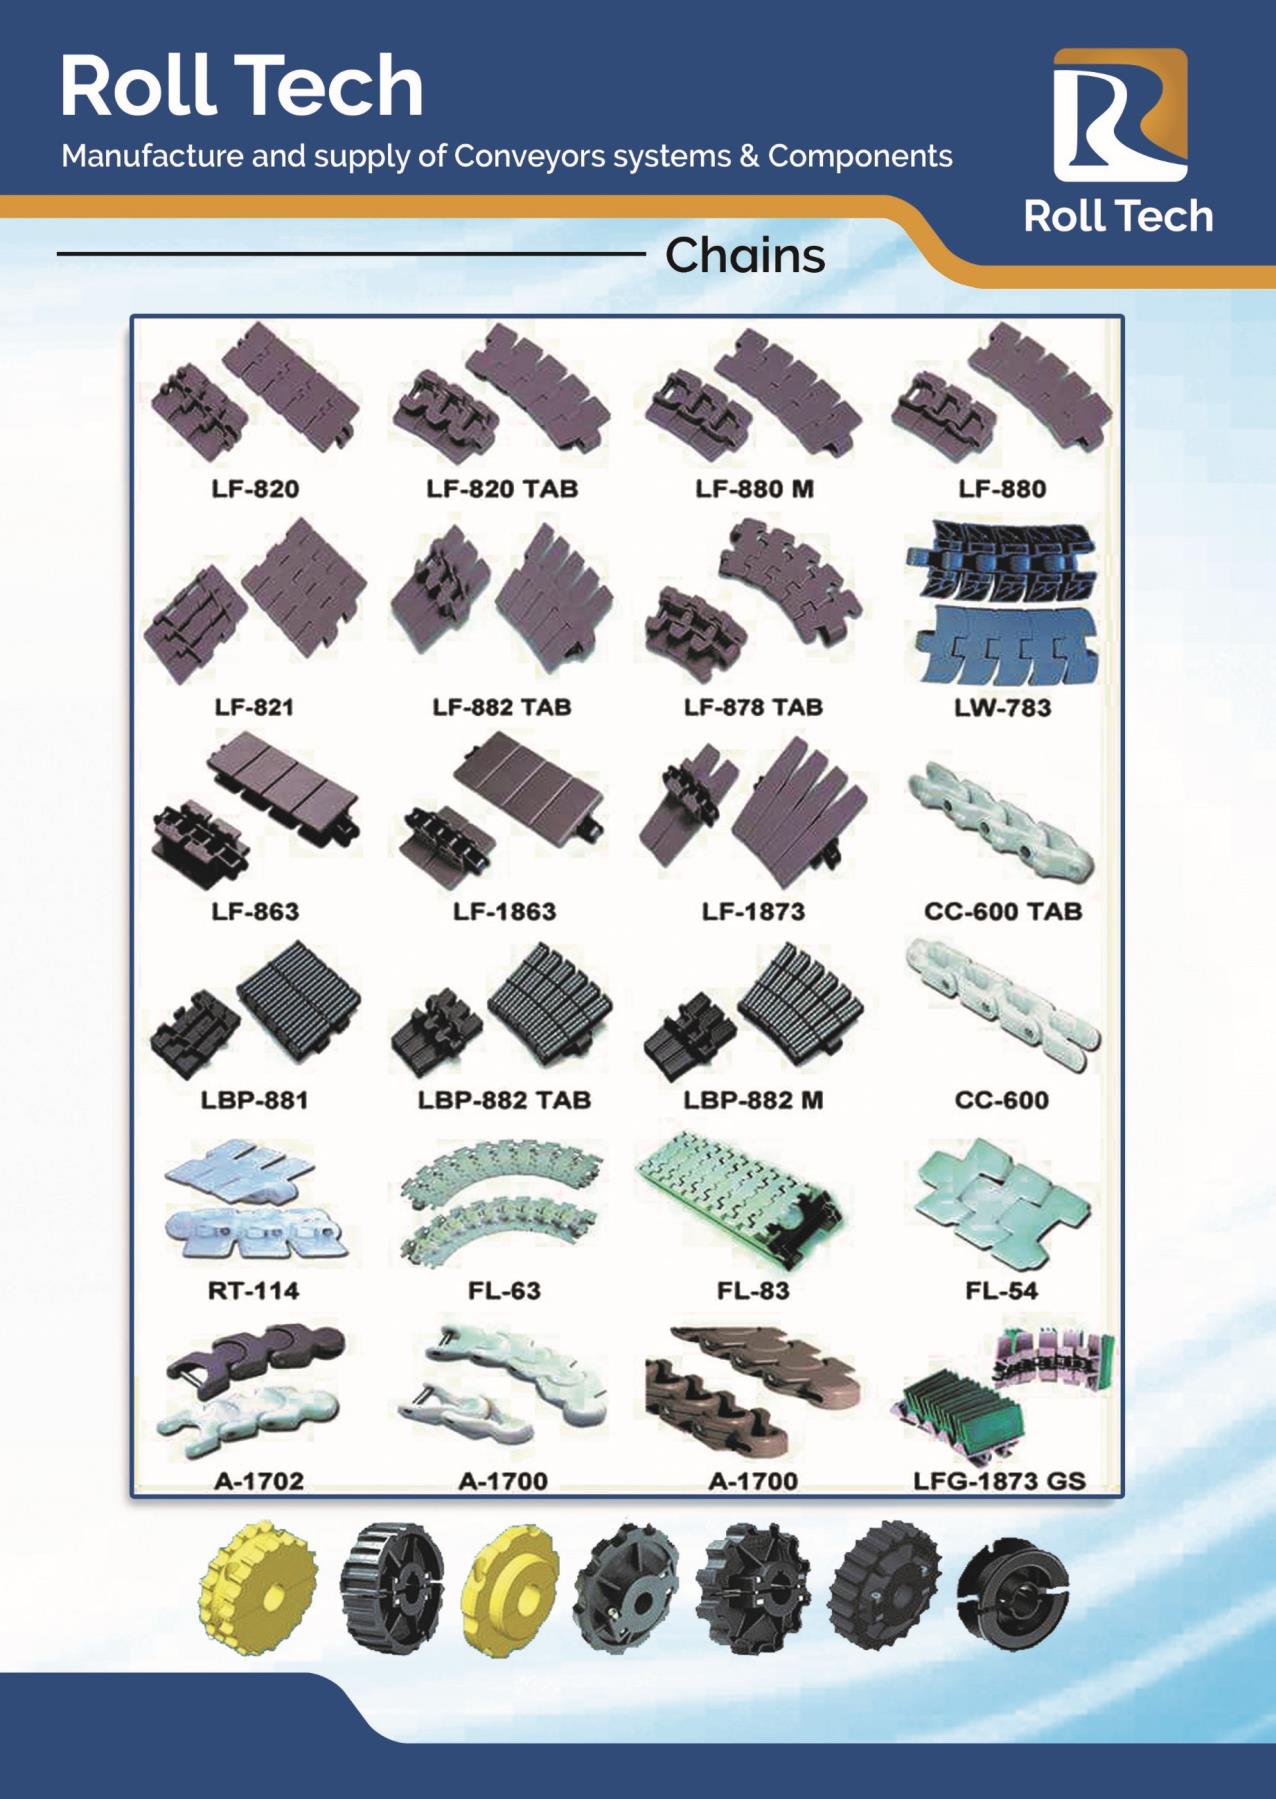 Roll Tech
Manufacture and supply of Conveyors systems & Components
Roll Tech
Chains
LF-820 LF-820 TAB LF-880 M LF-880
LF-821 LF-882 TAB LF-878 TAB LW-783
LF-863 LF-1863 LF-1873 CC-600 TAB
LBP-881 LBP-882 TAB LBP-882 M CC-600
RT-114 FL-63 FL-83 FL-54
A-1702 A-1700 A-1700 LFG-1873 GS